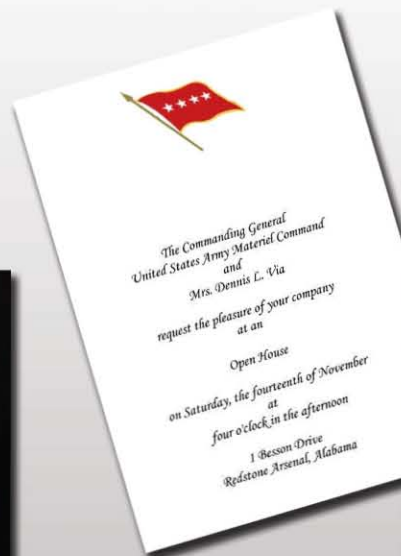 The Commanding General
United States Army Materiel Command
and
Mrs. Dennis L. Via
request the pleasure of your company
at an
Open House
on Saturday, the fourteenth of November
at
four o'clock in the afternoon
1 Besson Drive
Redstone Arsenal, Alabama